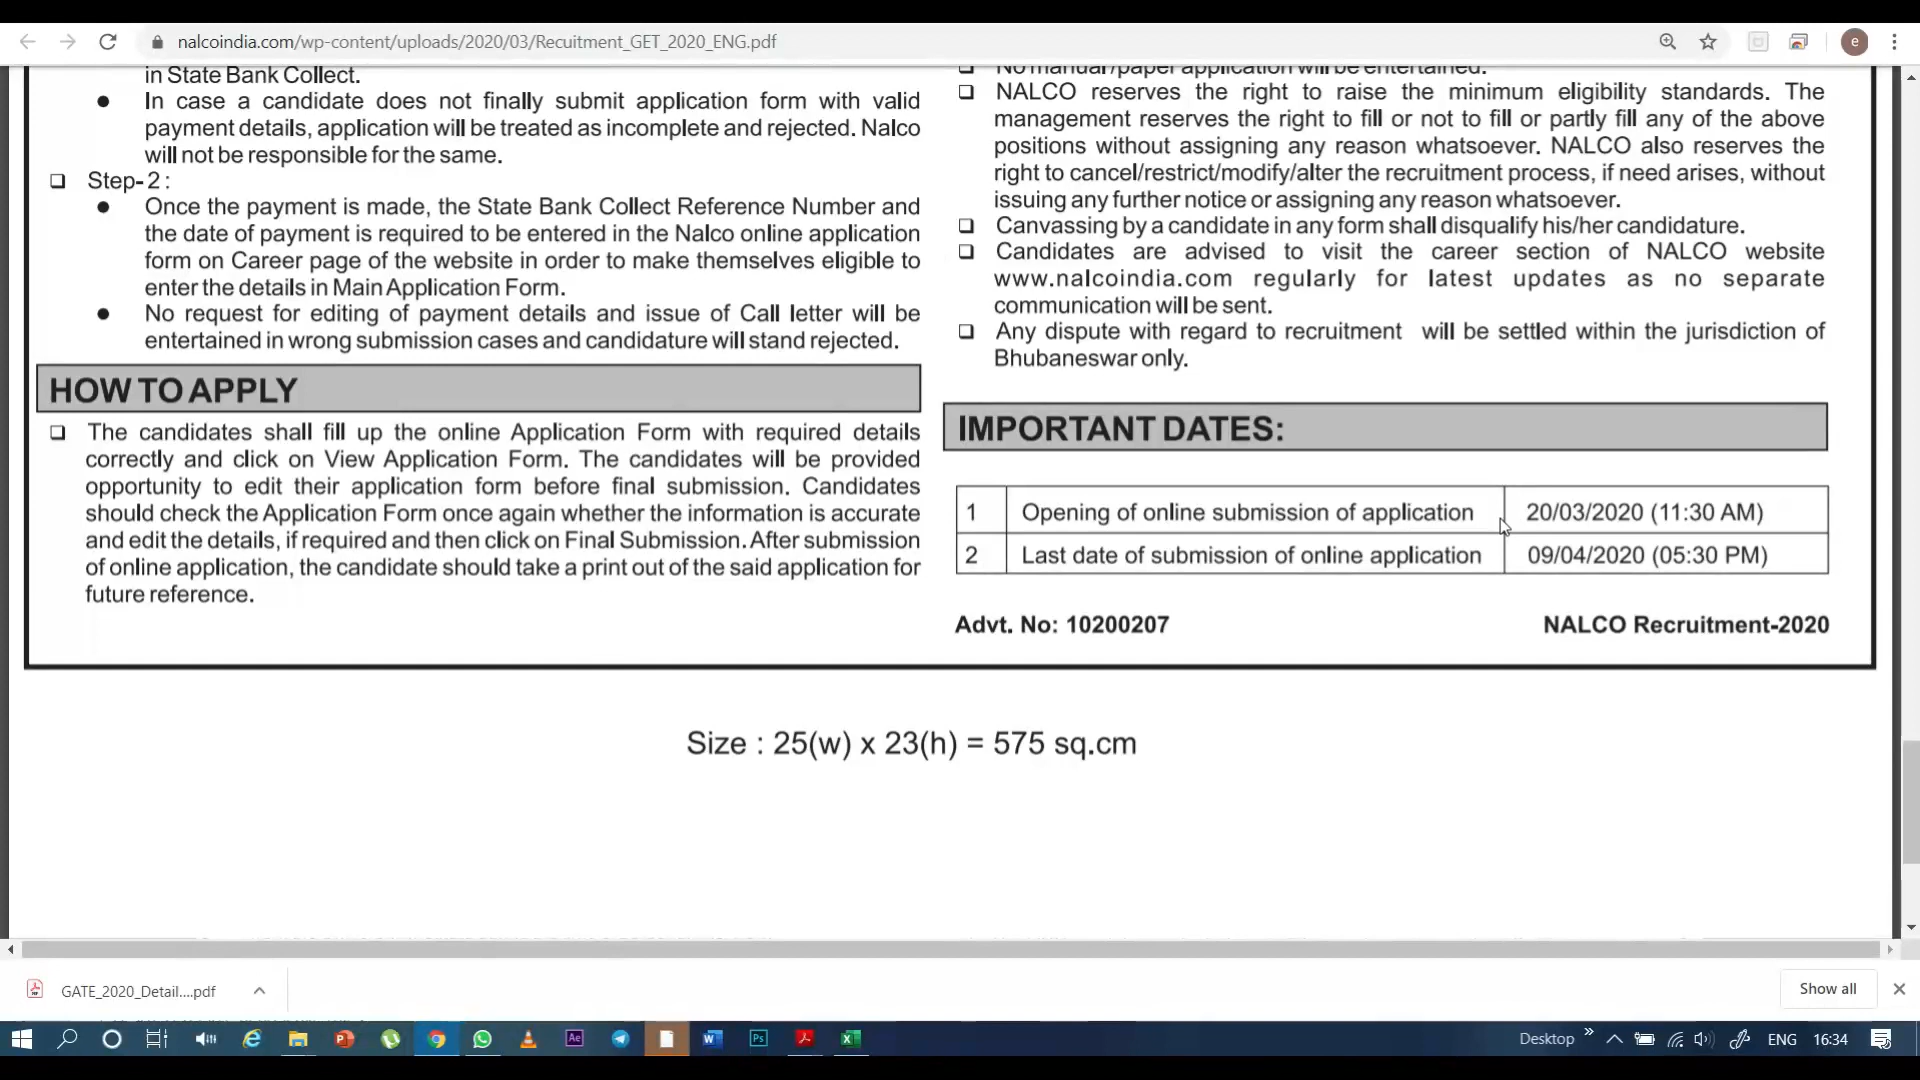 nalcoindia.com/wp-content/uploads/2020/03/Recuitment_GET_2020_ENG.pdf
e
in State Bank Collect.
● In case a candidate does not finally submit application form with valid
payment details, application will be treated as incomplete and rejected. Nalco
will not be responsible for the same.
❑ Step-2 :
● Once the payment is made, the State Bank Collect Reference Number and
the date of payment is required to be entered in the Nalco online application
form on Career page of the website in order to make themselves eligible to
enter the details in Main Application Form.
● No request for editing of payment details and issue of Call letter will be
entertained in wrong submission cases and candidature will stand rejected.
HOW TO APPLY
❑ The candidates shall fill up the online Application Form with required details
correctly and click on View Application Form. The candidates will be provided
opportunity to edit their application form before final submission. Candidates
should check the Application Form once again whether the information is accurate
and edit the details, if required and then click on Final Submission. After submission
of online application, the candidate should take a print out of the said application for
future reference.
❑ No manual /paper application will be entertained.
❑ NALCO reserves the right to raise the minimum eligibility standards. The
management reserves the right to fill or not to fill or partly fill any of the above
positions without assigning any reason whatsoever. NALCO also reserves the
right to cancel/restrict/modify/alter the recruitment process, if need arises, without
issuing any further notice or assigning any reason whatsoever.
❑ Canvassing by a candidate in any form shall disqualify his/her candidature.
❑ Candidates are advised to visit the career section of NALCO website
www.nalcoindia.com regularly for latest updates as no separate
communication will be sent.
❑ Any dispute with regard to recruitment will be settled within the jurisdiction of
Bhubaneswar only.
IMPORTANT DATES:
1 Opening of online submission of application 20/03/2020 (11:30 AM)
2 Last date of submission of online application 09/04/2020 (05:30 PM)
Advt. No: 10200207 NALCO Recruitment-2020
Size : 25(w) x 23(h) = 575 sq.cm
GATE_2020_Detail....pdf
Show all
Desktop
ENG
16:34